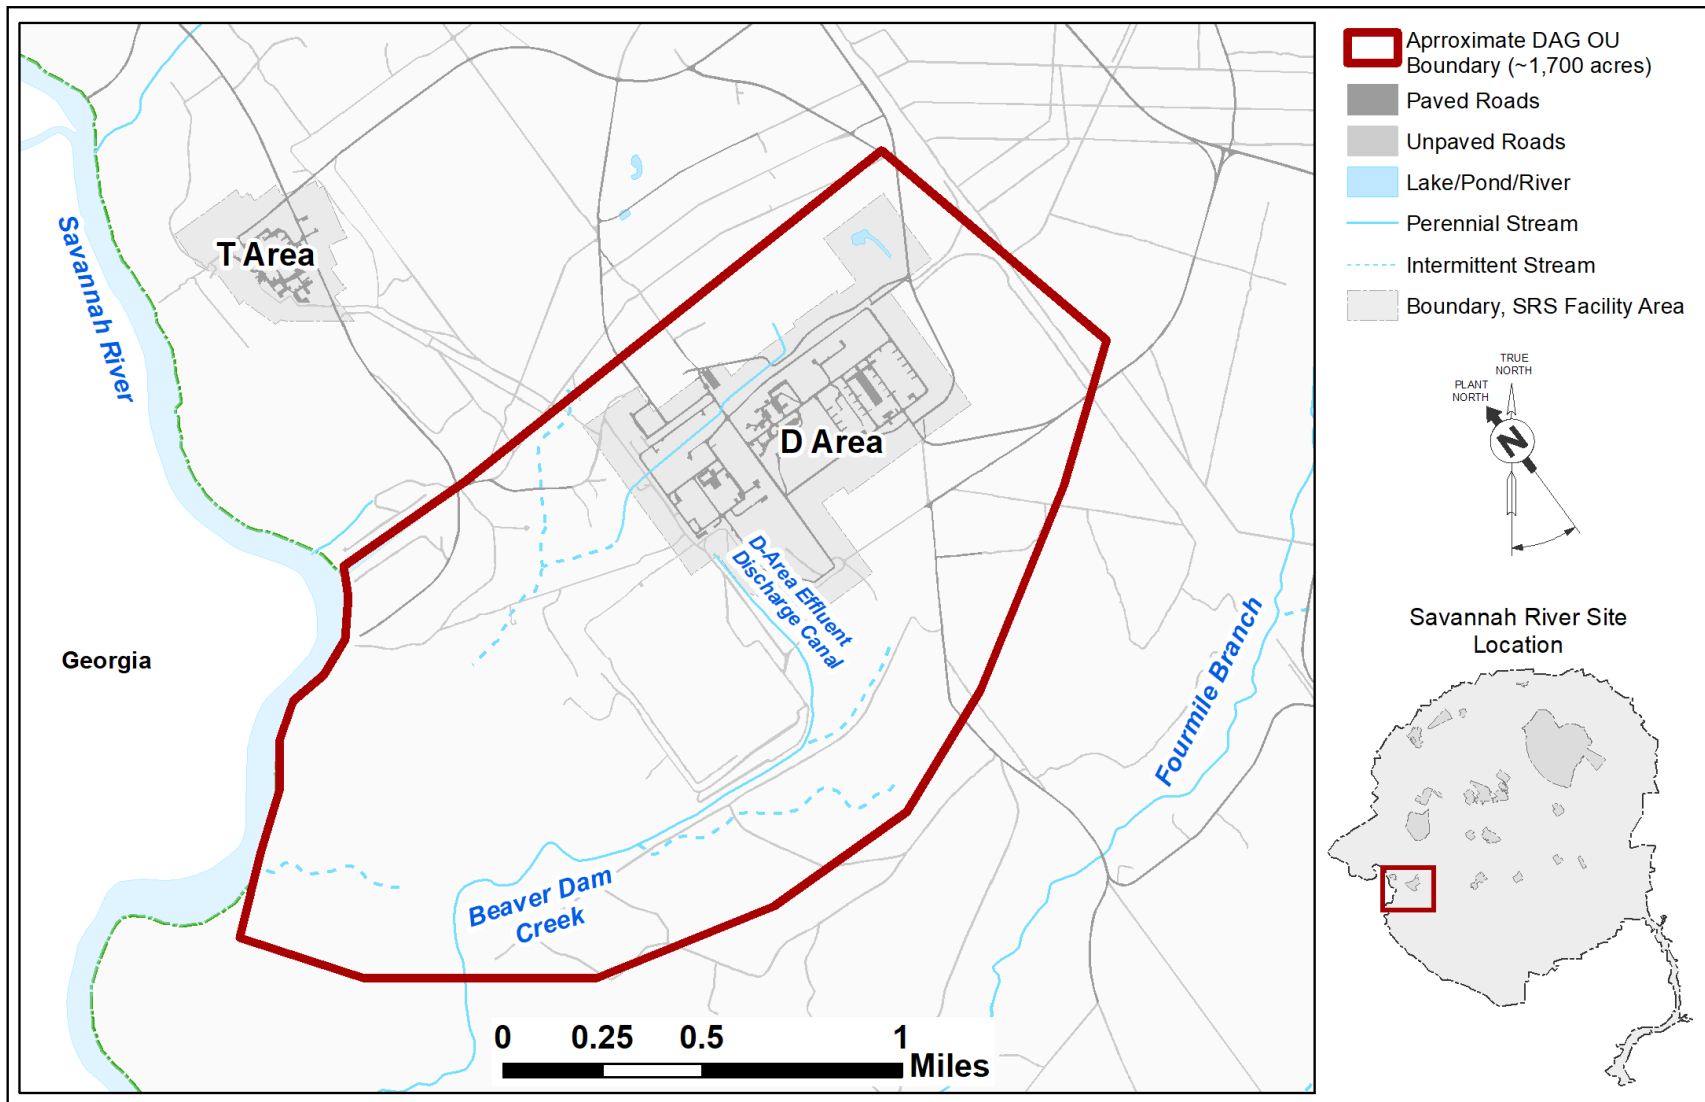 Aprroximate DAG OU
Boundary (~1,700 acres)
Paved Roads
Unpaved Roads
Lake/Pond/River
Perennial Stream
Intermittent Stream
Boundary, SRS Facility Area
TRUE
NORTH
PLANT
NORTH
N
Savannah River Site
Location
T Area
Savannah River
D Area
D-Area Effluent
Discharge Canal
Georgia
Fourmile Branch
Beaver Dam
Creek
0 0.25 0.5 1
Miles